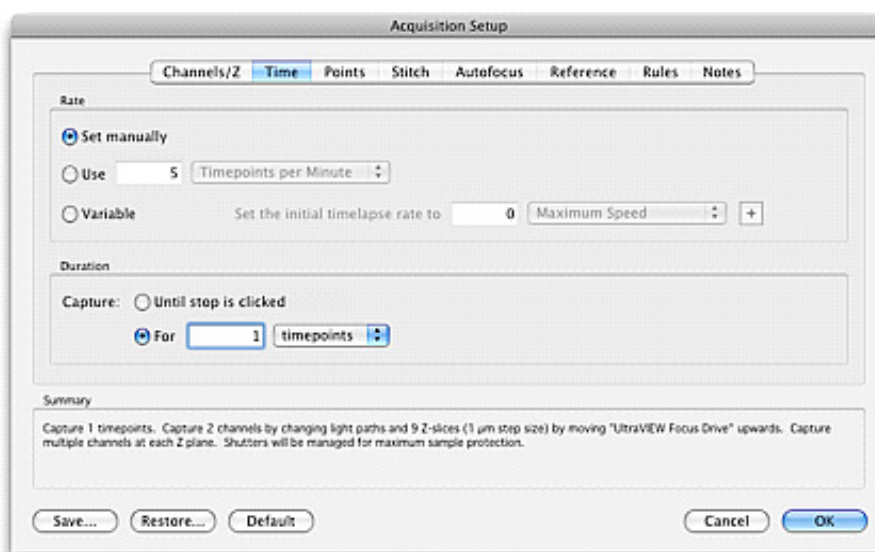 Acquisition Setup
Channels/Z Time Points Stitch Autofocus Reference Rules Notes
Rate
Set manually
Use 5 Timepoints per Minute
Variable Set the initial timelapse rate to 0 Maximum Speed +
Duration
Capture: Until stop is clicked
For 1 timepoints
Summary
Capture 1 timepoints. Capture 2 channels by changing light paths and 9 Z-slices (1 µm step size) by moving "UltraVIEW Focus Drive" upwards. Capture
multiple channels at each Z plane. Shutters will be managed for maximum sample protection.
Save... Restore... Default Cancel OK